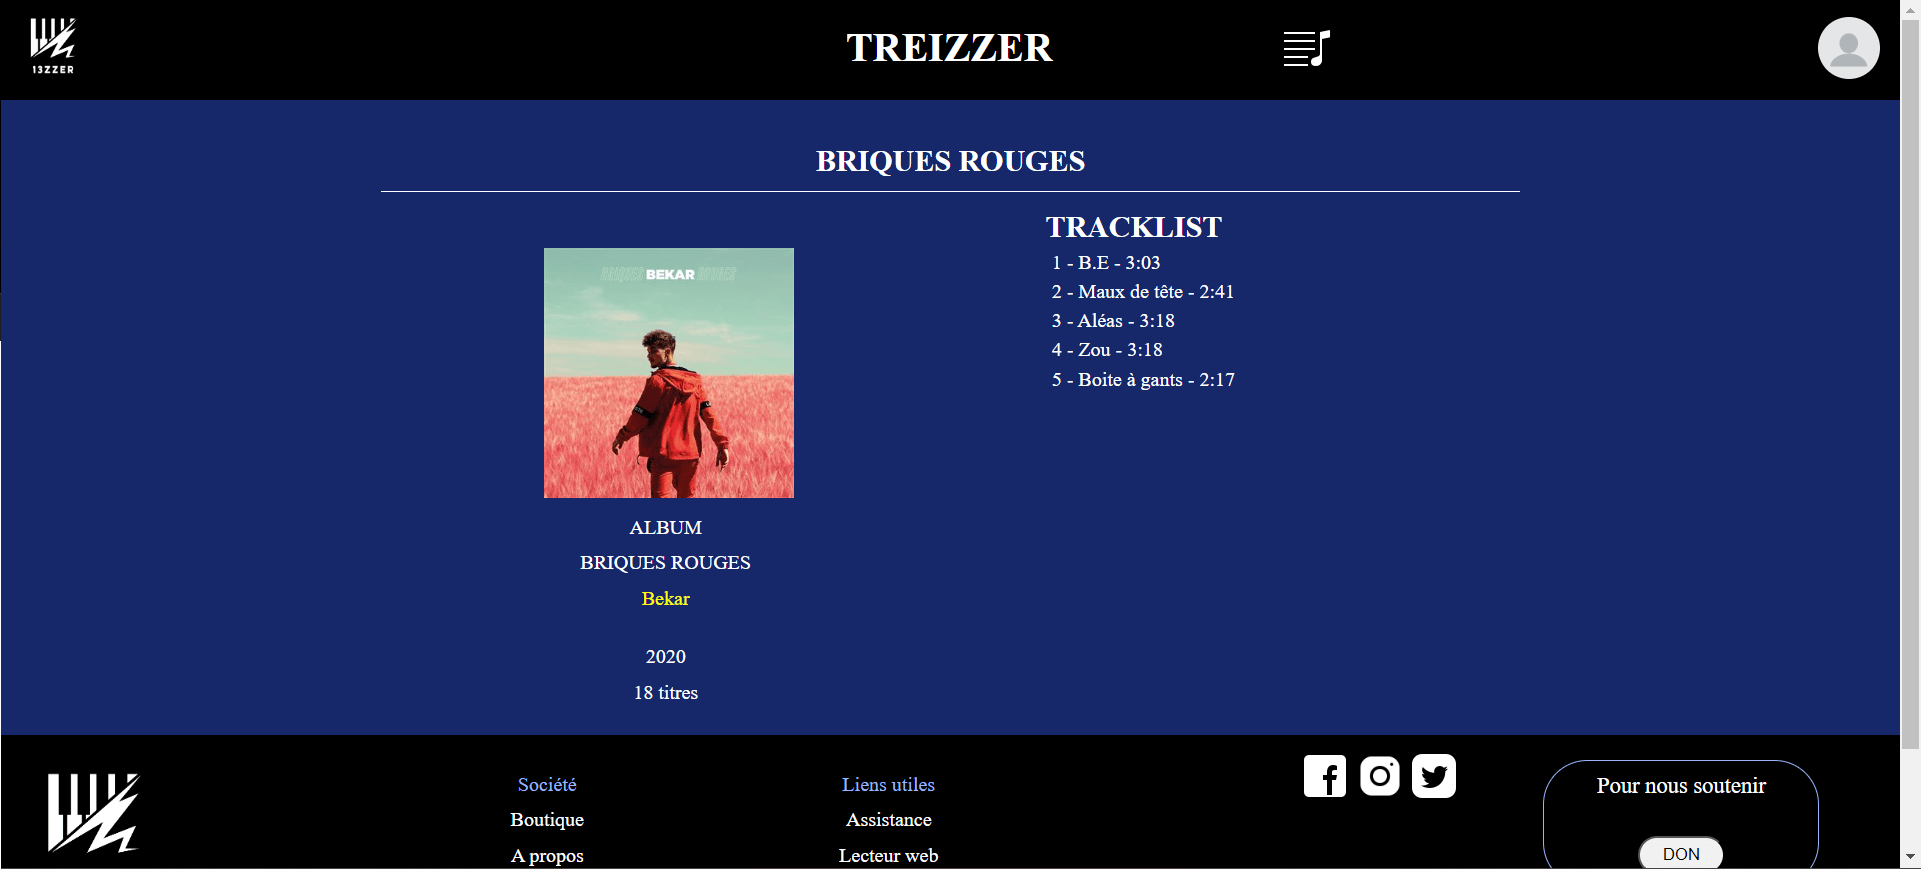 13ZZER
TREIZZER
BRIQUES ROUGES
BRIQUES BEKAR ROUGES
ALBUM
BRIQUES ROUGES
Bekar
2020
18 titres
TRACKLIST
1 - B.E - 3:03
2 - Maux de tête - 2:41
3 - Aléas - 3:18
4 - Zou - 3:18
5 - Boite à gants - 2:17
Société
Boutique
A propos
Liens utiles
Assistance
Lecteur web
Pour nous soutenir
DON